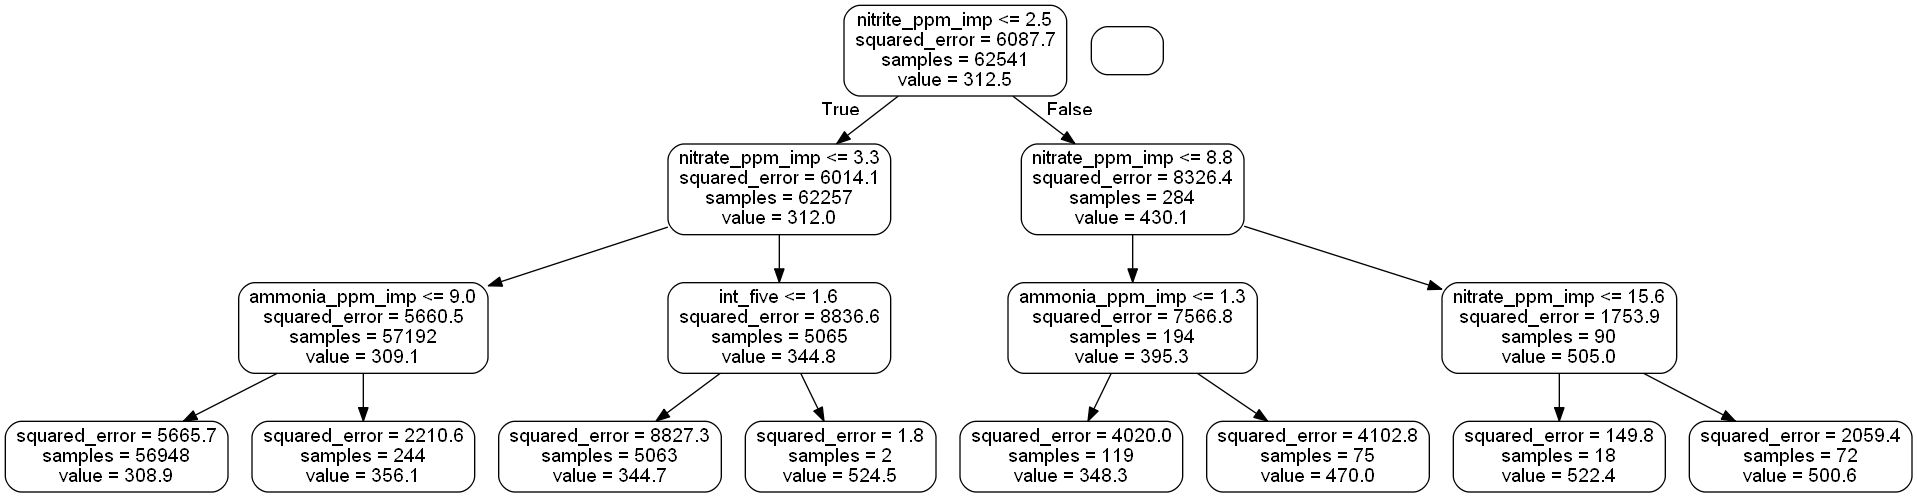 nitrite_ppm_imp <= 2.5
squared_error = 6087.7
samples = 62541
value = 312.5
True
False
nitrate_ppm_imp <= 3.3
squared_error = 6014.1
samples = 62257
value = 312.0
nitrate_ppm_imp <= 8.8
squared_error = 8326.4
samples = 284
value = 430.1
ammonia_ppm_imp <= 9.0
squared_error = 5660.5
samples = 57192
value = 309.1
int_five <= 1.6
squared_error = 8836.6
samples = 5065
value = 344.8
ammonia_ppm_imp <= 1.3
squared_error = 7566.8
samples = 194
value = 395.3
nitrate_ppm_imp <= 15.6
squared_error = 1753.9
samples = 90
value = 505.0
squared_error = 5665.7
samples = 56948
value = 308.9
squared_error = 2210.6
samples = 244
value = 356.1
squared_error = 8827.3
samples = 5063
value = 344.7
squared_error = 1.8
samples = 2
value = 524.5
squared_error = 4020.0
samples = 119
value = 348.3
squared_error = 4102.8
samples = 75
value = 470.0
squared_error = 149.8
samples = 18
value = 522.4
squared_error = 2059.4
samples = 72
value = 500.6